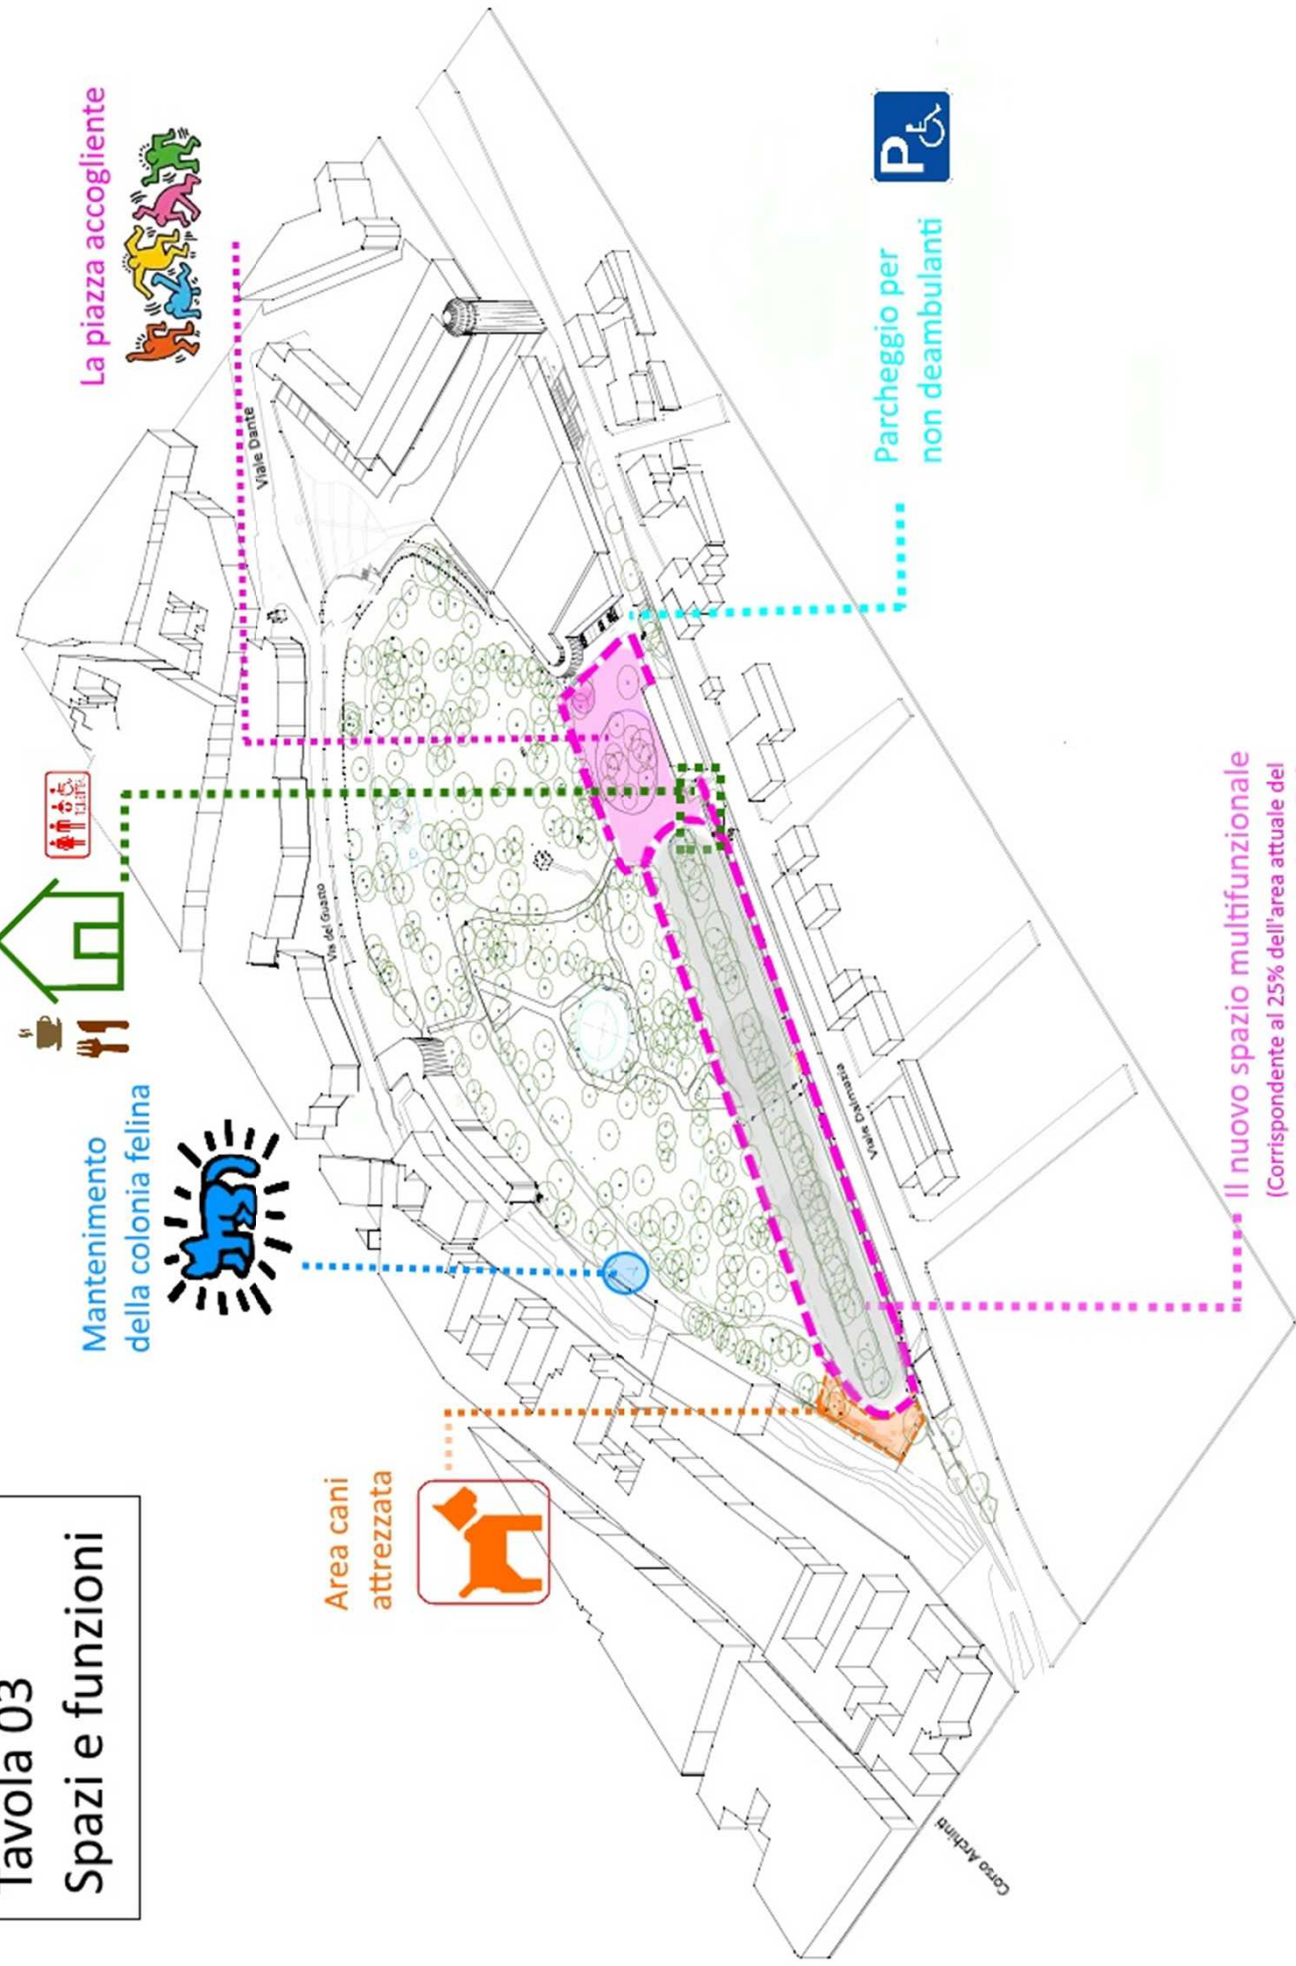 Tavola 03
Spazi e funzioni
Area cani
attrezzata
Mantenimento
della colonia felina
La piazza accogliente
Viale Dante
Via del Guasto
Parcheggio per
non deambulanti
P
Viale Dalmazia
Corso Archinti
Il nuovo spazio multifunzionale
(Corrispondente al 25% dell'area attuale del